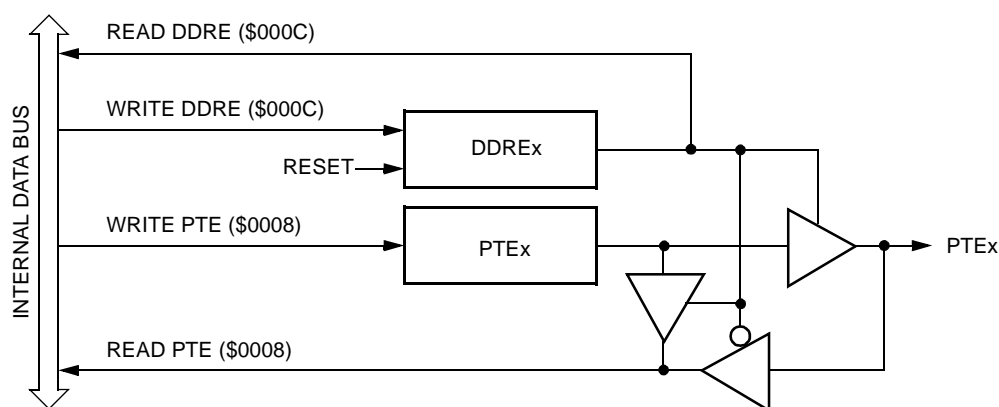 READ DDRE ($000C)
WRITE DDRE ($000C)
DDREx
RESET
INTERNAL DATA BUS
WRITE PTE ($0008)
PTEx
PTEx
READ PTE ($0008)